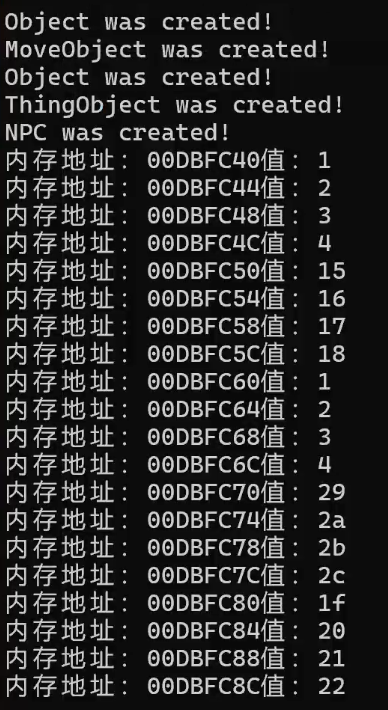 Object was created!
MoveObject was created!
Object was created!
ThingObject was created!
NPC was created!
内存地址: 00DBFC40值: 1
内存地址: 00DBFC44值: 2
内存地址: 00DBFC48值: 3
内存地址: 00DBFC4C值: 4
内存地址: 00DBFC50值: 15
内存地址: 00DBFC54值: 16
内存地址: 00DBFC58值: 17
内存地址: 00DBFC5C值: 18
内存地址: 00DBFC60值: 1
内存地址: 00DBFC64值: 2
内存地址: 00DBFC68值: 3
内存地址: 00DBFC6C值: 4
内存地址: 00DBFC70值: 29
内存地址: 00DBFC74值: 2a
内存地址: 00DBFC78值: 2b
内存地址: 00DBFC7C值: 2c
内存地址: 00DBFC80值: 1f
内存地址: 00DBFC84值: 20
内存地址: 00DBFC88值: 21
内存地址: 00DBFC8C值: 22